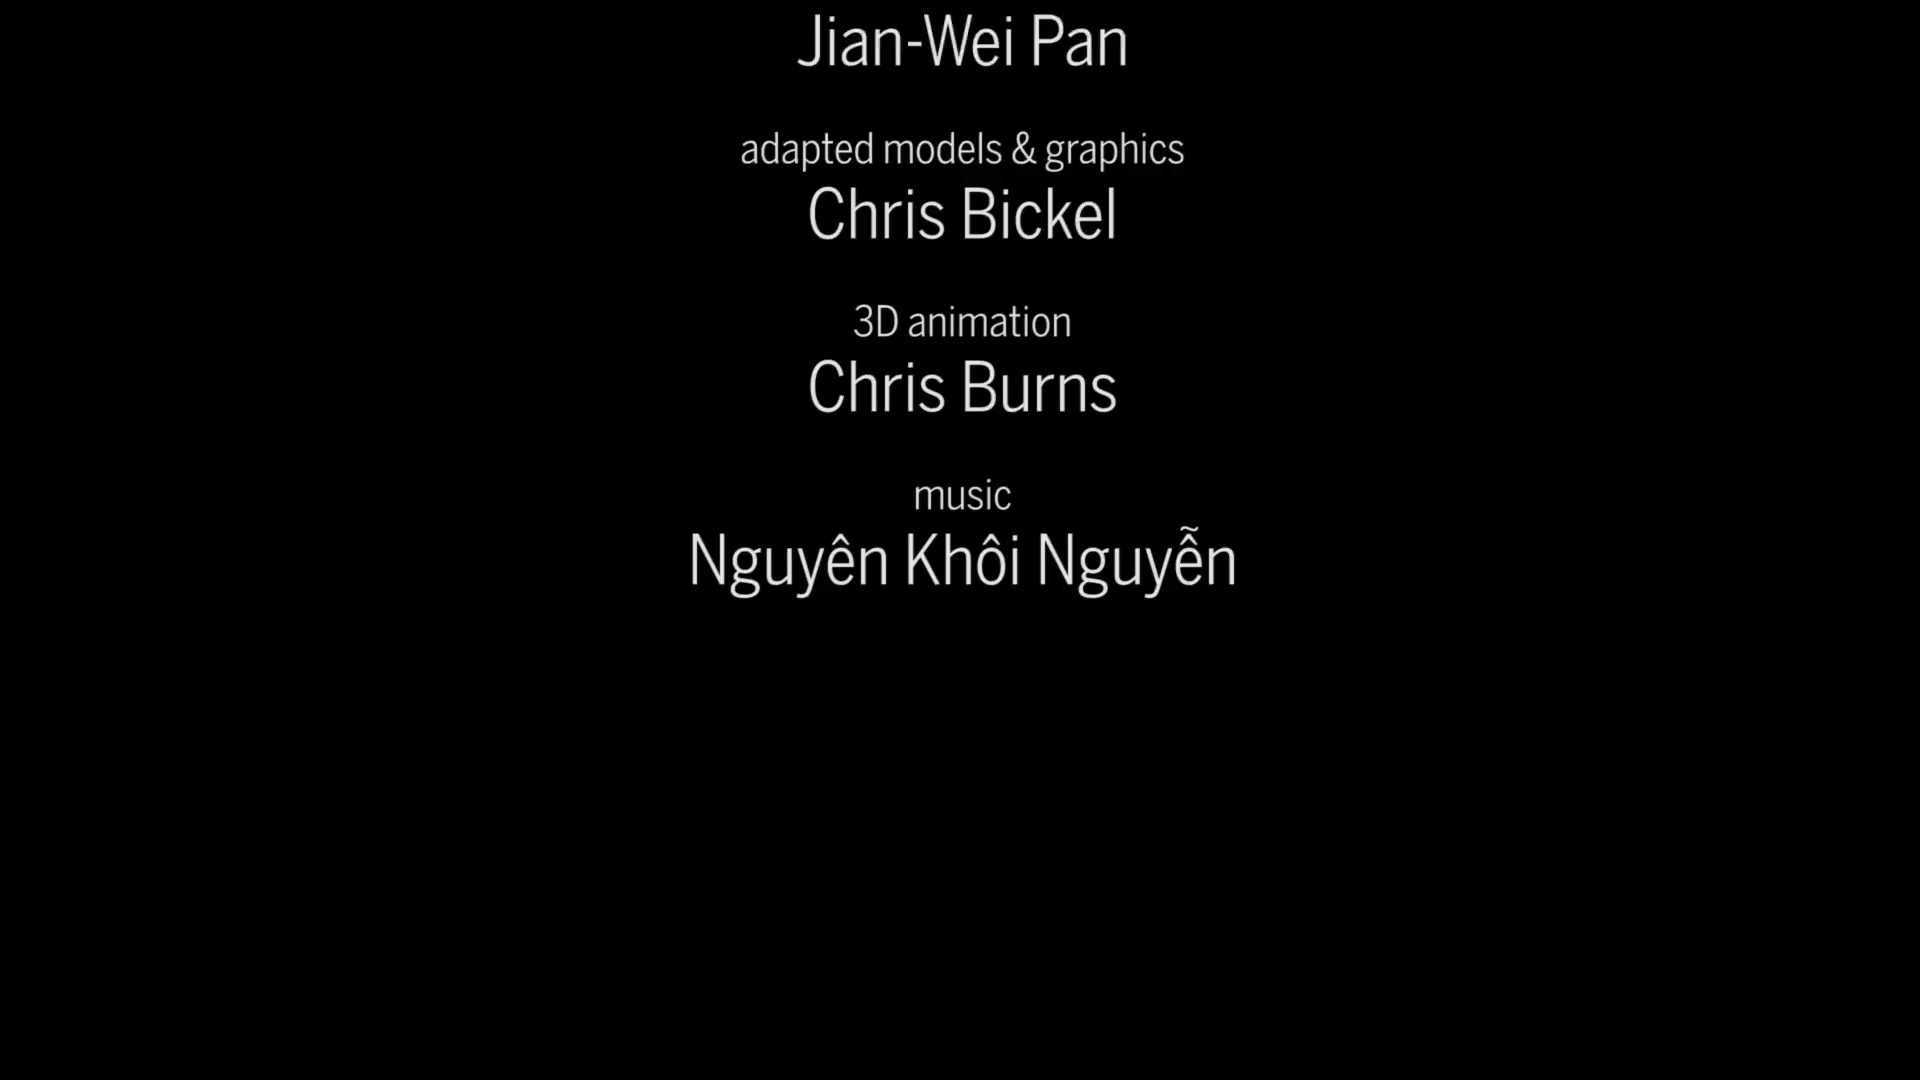 Jian-Wei Pan
adapted models & graphics
Chris Bickel
3D animation
Chris Burns
music
Nguyên Khôi Nguyễn